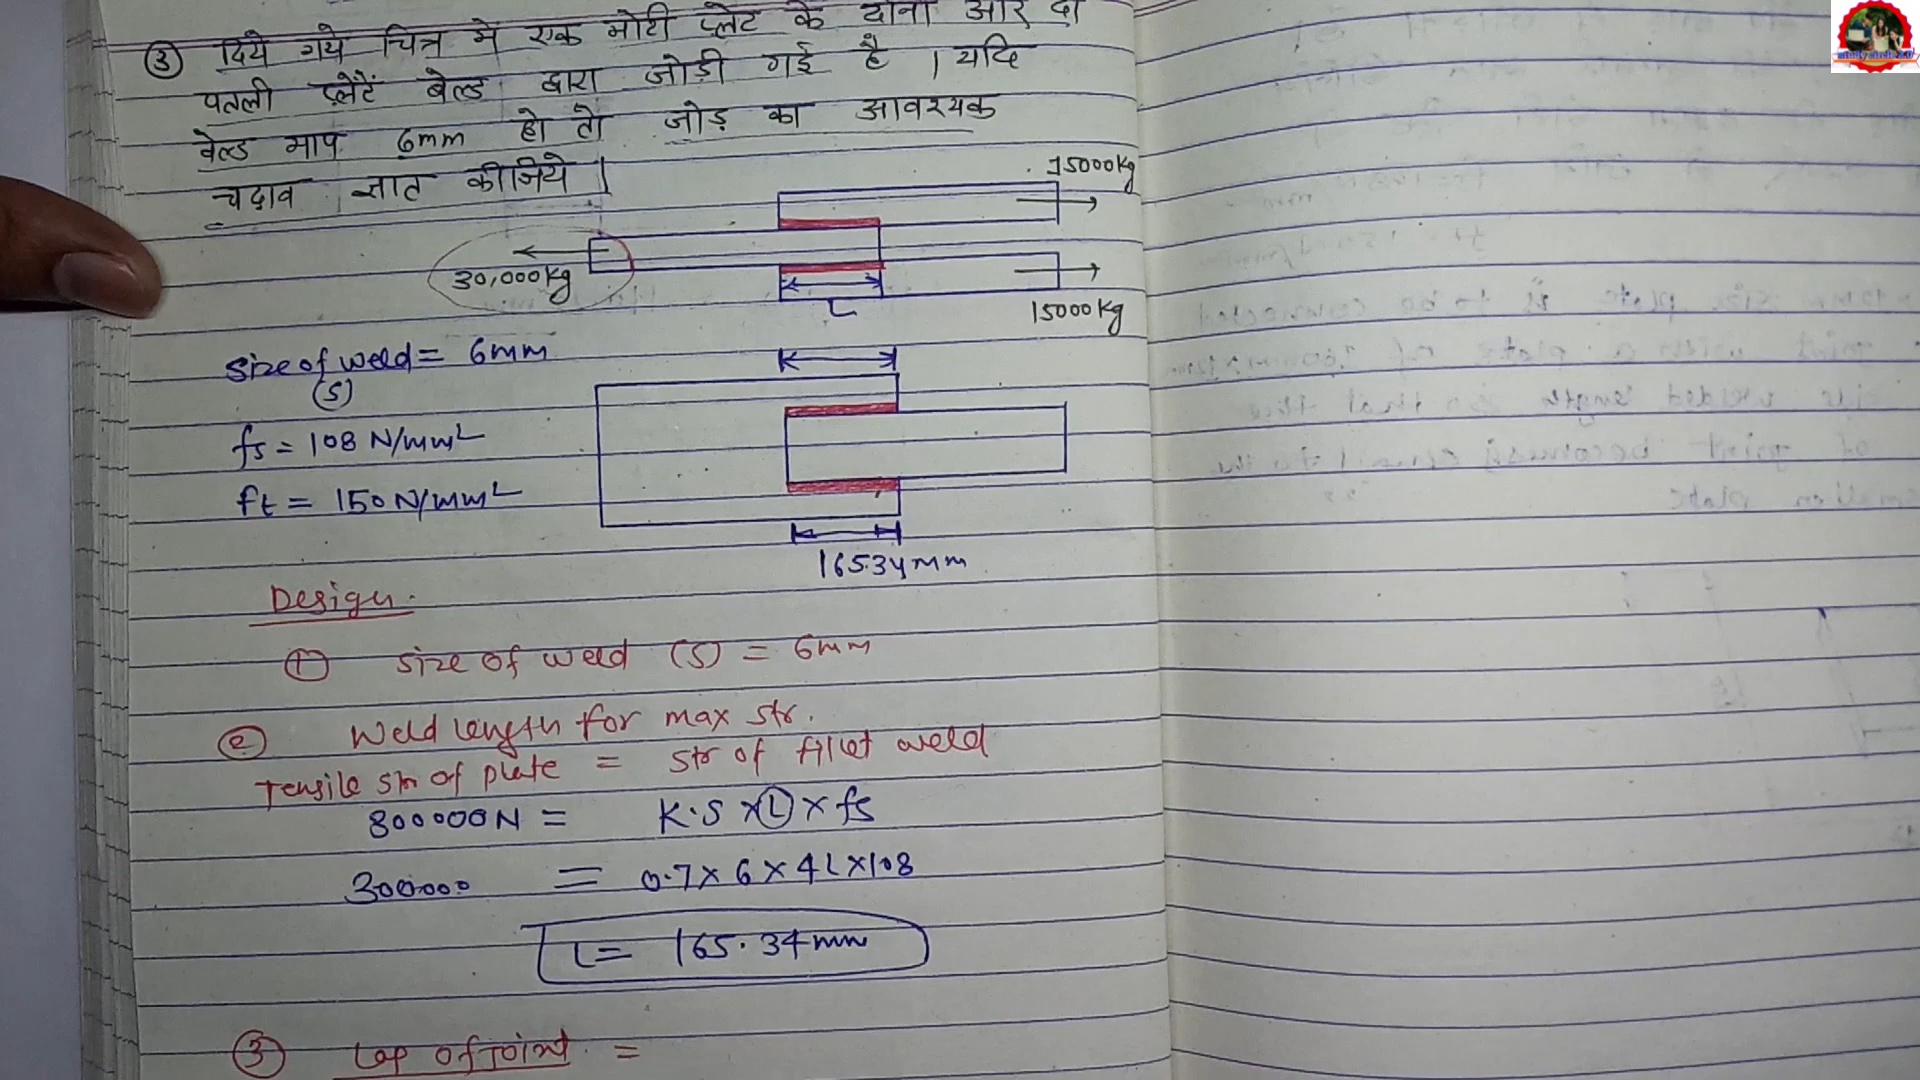 ③ दिये गये चित्र में एक मोटी प्लेट के दोनो ओर दो
पतली प्लेटें वेल्ड द्वारा जोड़ी गई है । यदि
वेल्ड माप 6mm हो तो जोड़ का आवश्यक
चढ़ाव ज्ञात कीजिये |
15000Kg
30,000Kg
L
15000Kg
Size of weld = 6mm
(S)
fs = 108 N/mm²
ft = 150 N/mm²
165.34mm
Design.
① Size of weld (S) = 6mm
② Weld length for max str.
Tensile str of plate = Str of fillet weld
300000N = K.S × L × fs
300000 = 0.7 × 6 × 4L × 108
L = 165.34mm
③ Lap of Joint =